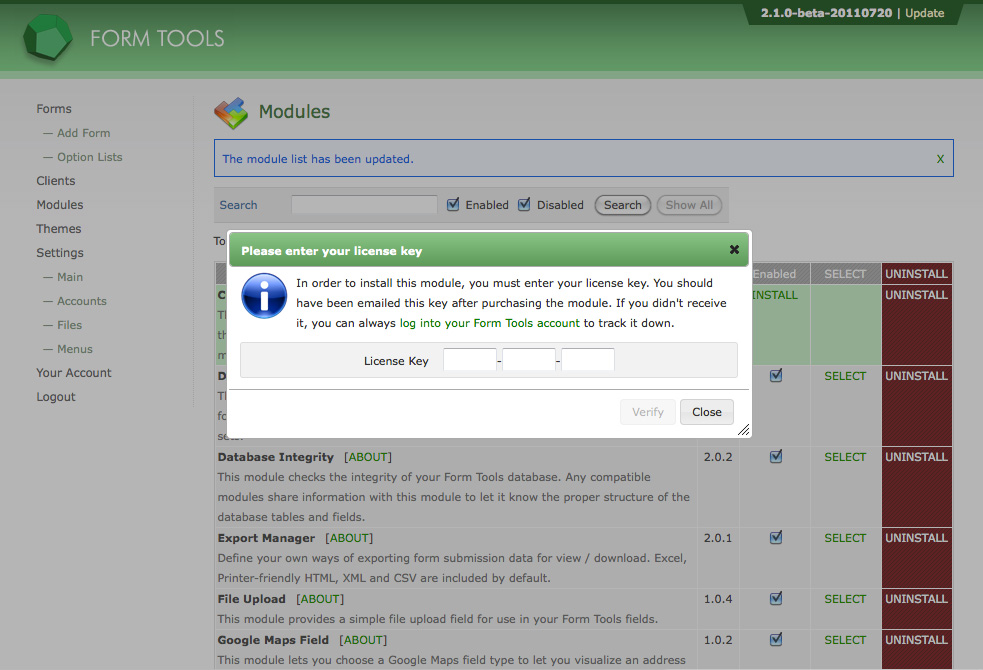 2.1.0-beta-20110720 | Update
FORM TOOLS
Forms
— Add Form
— Option Lists
Clients
Modules
Themes
Settings
— Main
— Accounts
— Files
— Menus
Your Account
Logout
Modules
The module list has been updated. X
Search Enabled Disabled Search Show All
To
Please enter your license key
In order to install this module, you must enter your license key. You should
have been emailed this key after purchasing the module. If you didn't receive
it, you can always log into your Form Tools account to track it down.
License Key - -
Verify Close
Enabled SELECT UNINSTALL
C INSTALL UNINSTALL
Th
th
m
D SELECT UNINSTALL
Th
fo
sets.
Database Integrity [ABOUT] 2.0.2 SELECT UNINSTALL
This module checks the integrity of your Form Tools database. Any compatible
modules share information with this module to let it know the proper structure of the
database tables and fields.
Export Manager [ABOUT] 2.0.1 SELECT UNINSTALL
Define your own ways of exporting form submission data for view / download. Excel,
Printer-friendly HTML, XML and CSV are included by default.
File Upload [ABOUT] 1.0.4 SELECT UNINSTALL
This module provides a simple file upload field for use in your Form Tools fields.
Google Maps Field [ABOUT] 1.0.2 SELECT UNINSTALL
This module lets you choose a Google Maps field type to let you visualize an address